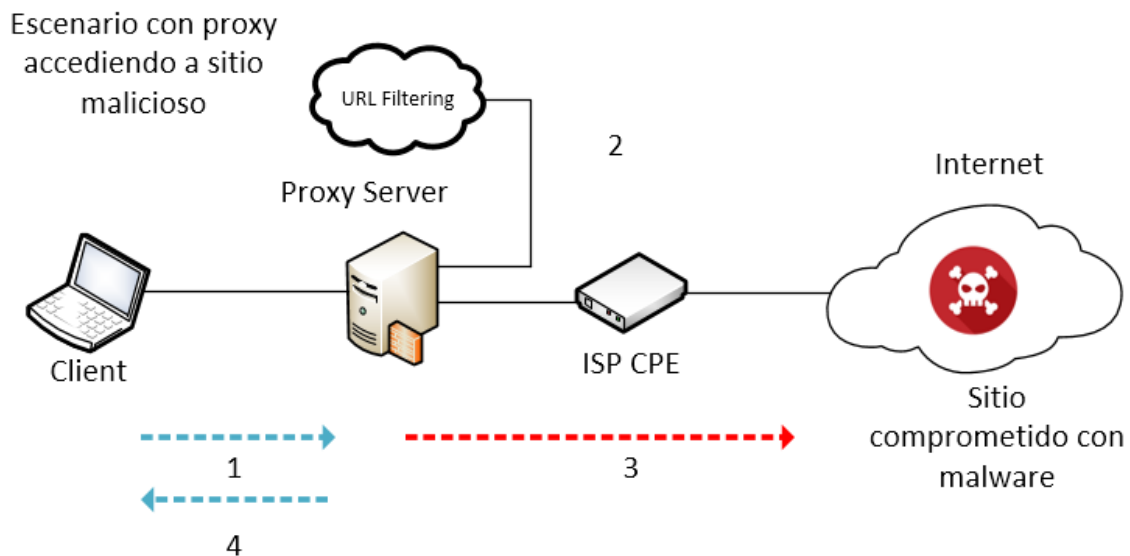 Escenario con proxy
accediendo a sitio
malicioso
URL Filtering
2
Internet
Proxy Server
Client
ISP CPE
Sitio
comprometido con
malware
1
3
4